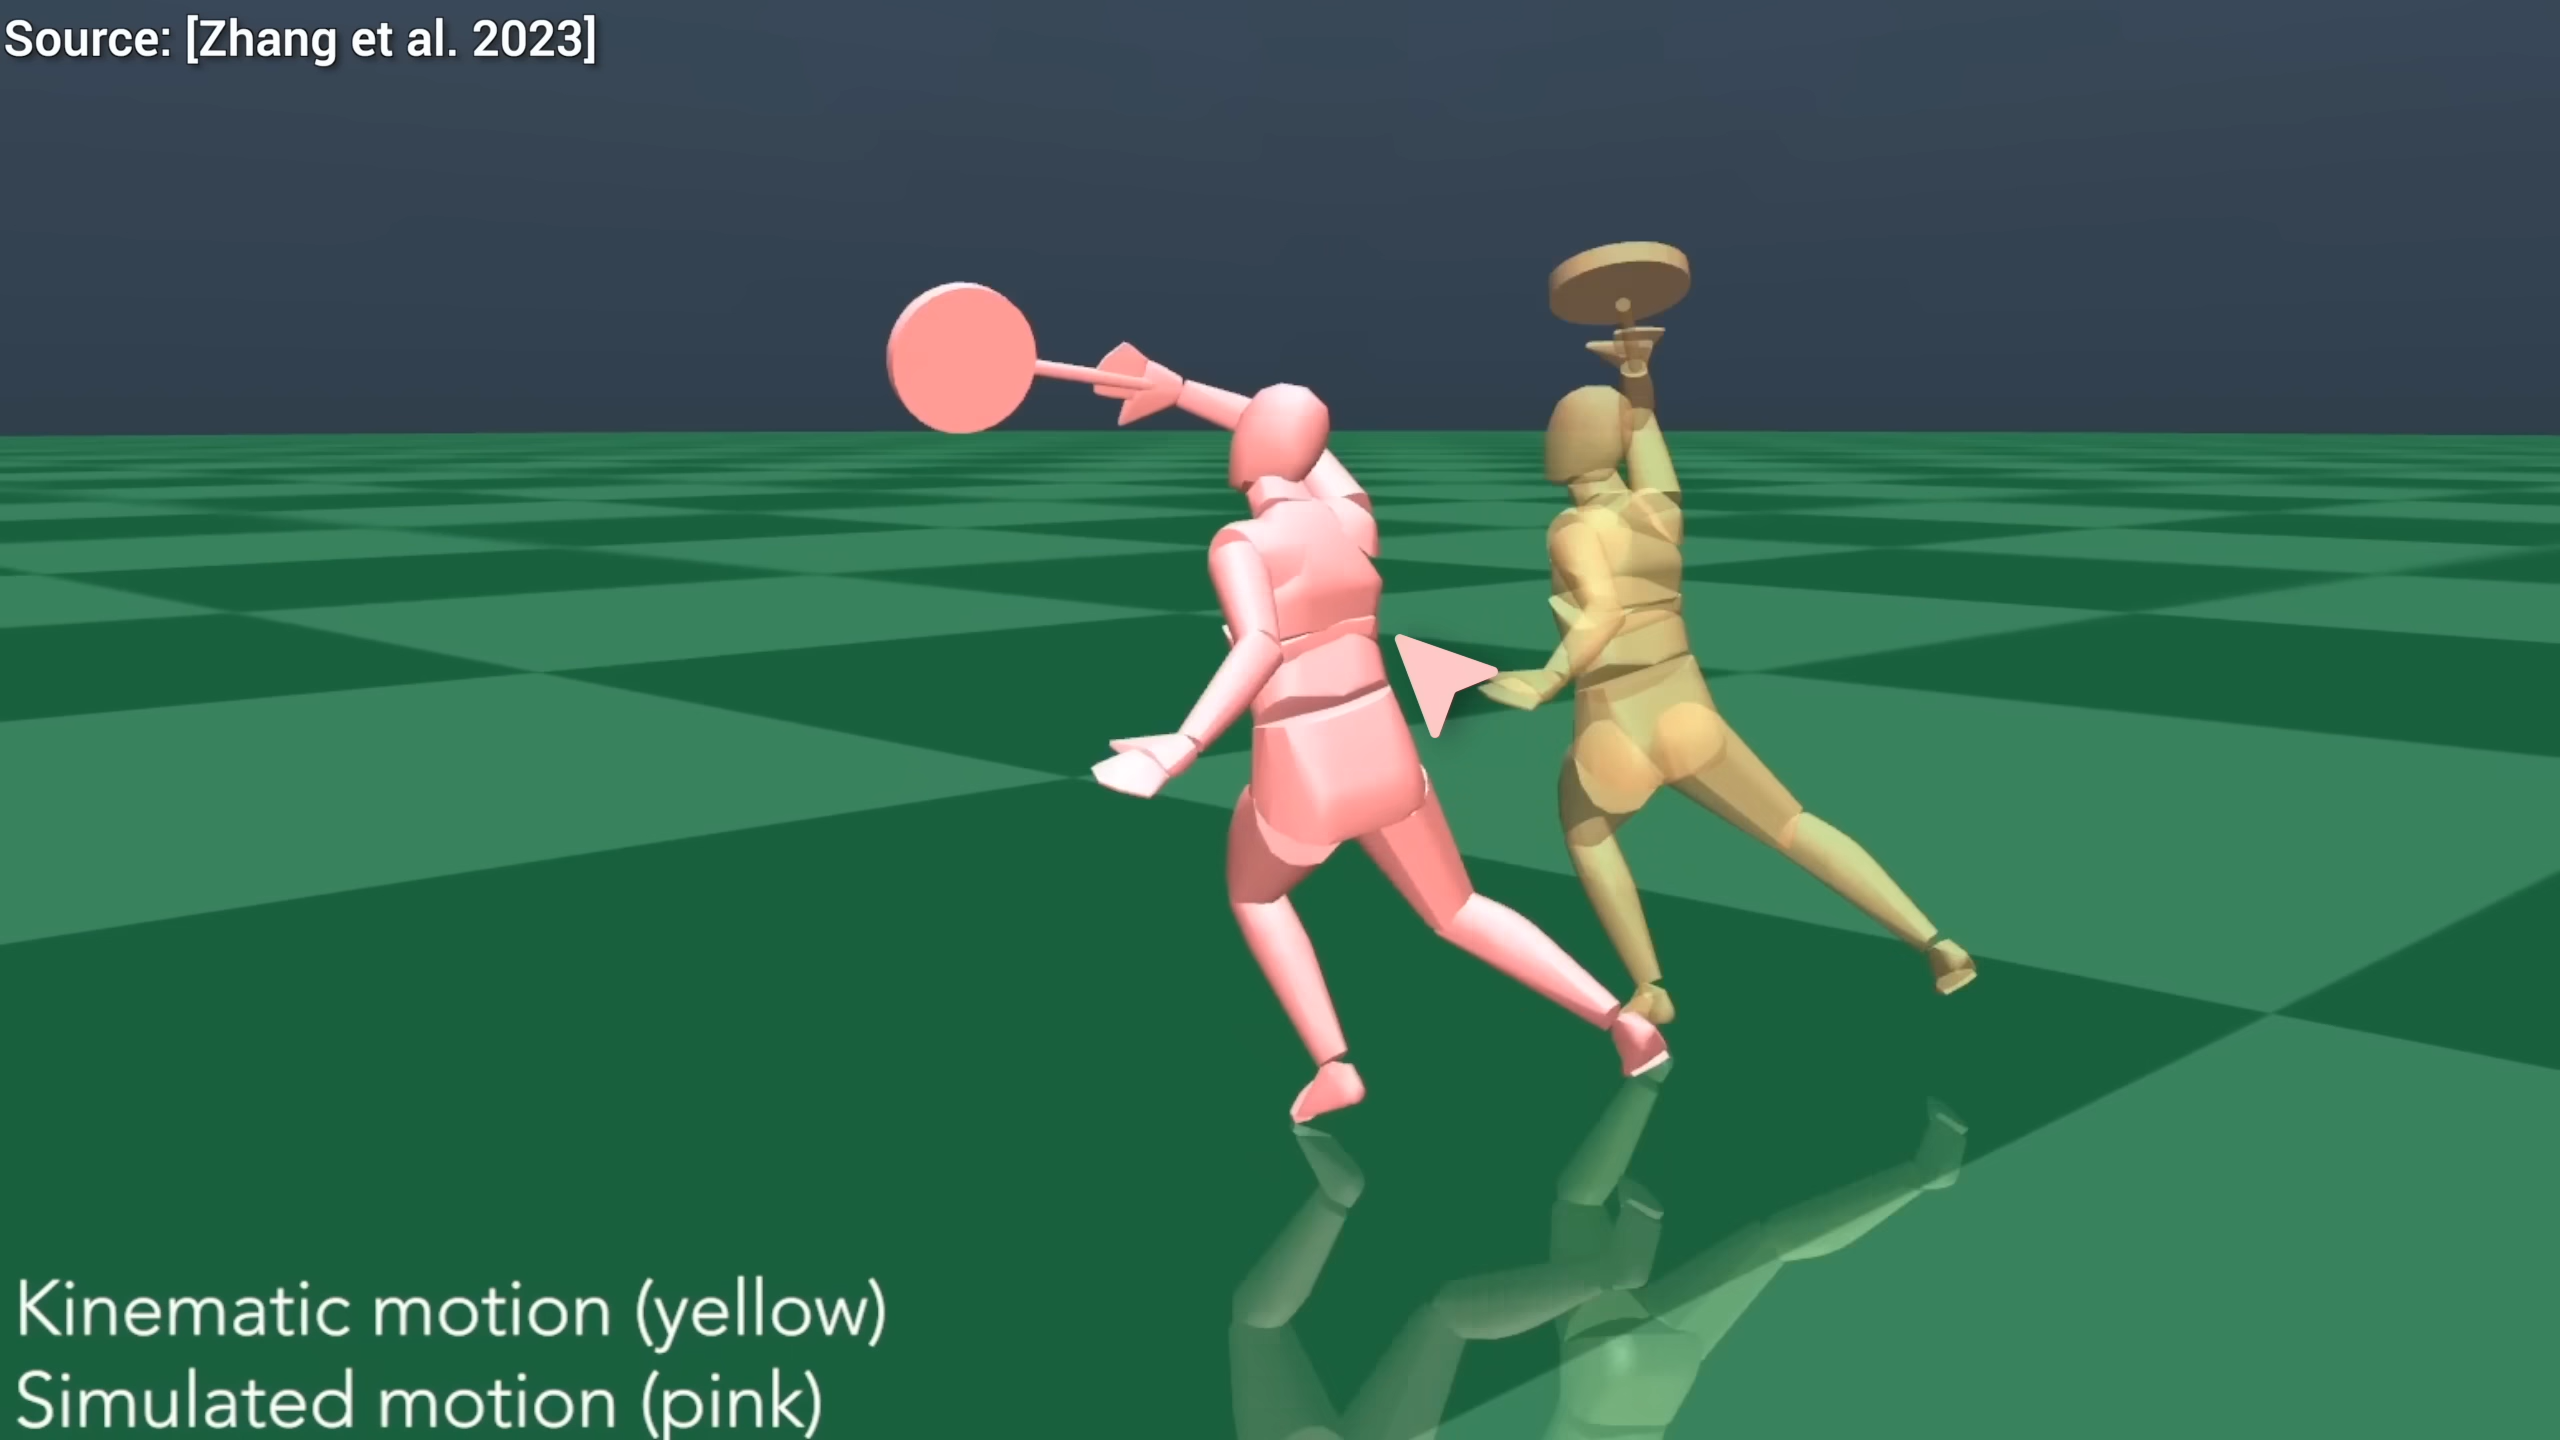 Source: [Zhang et al. 2023]
Kinematic motion (yellow)
Simulated motion (pink)